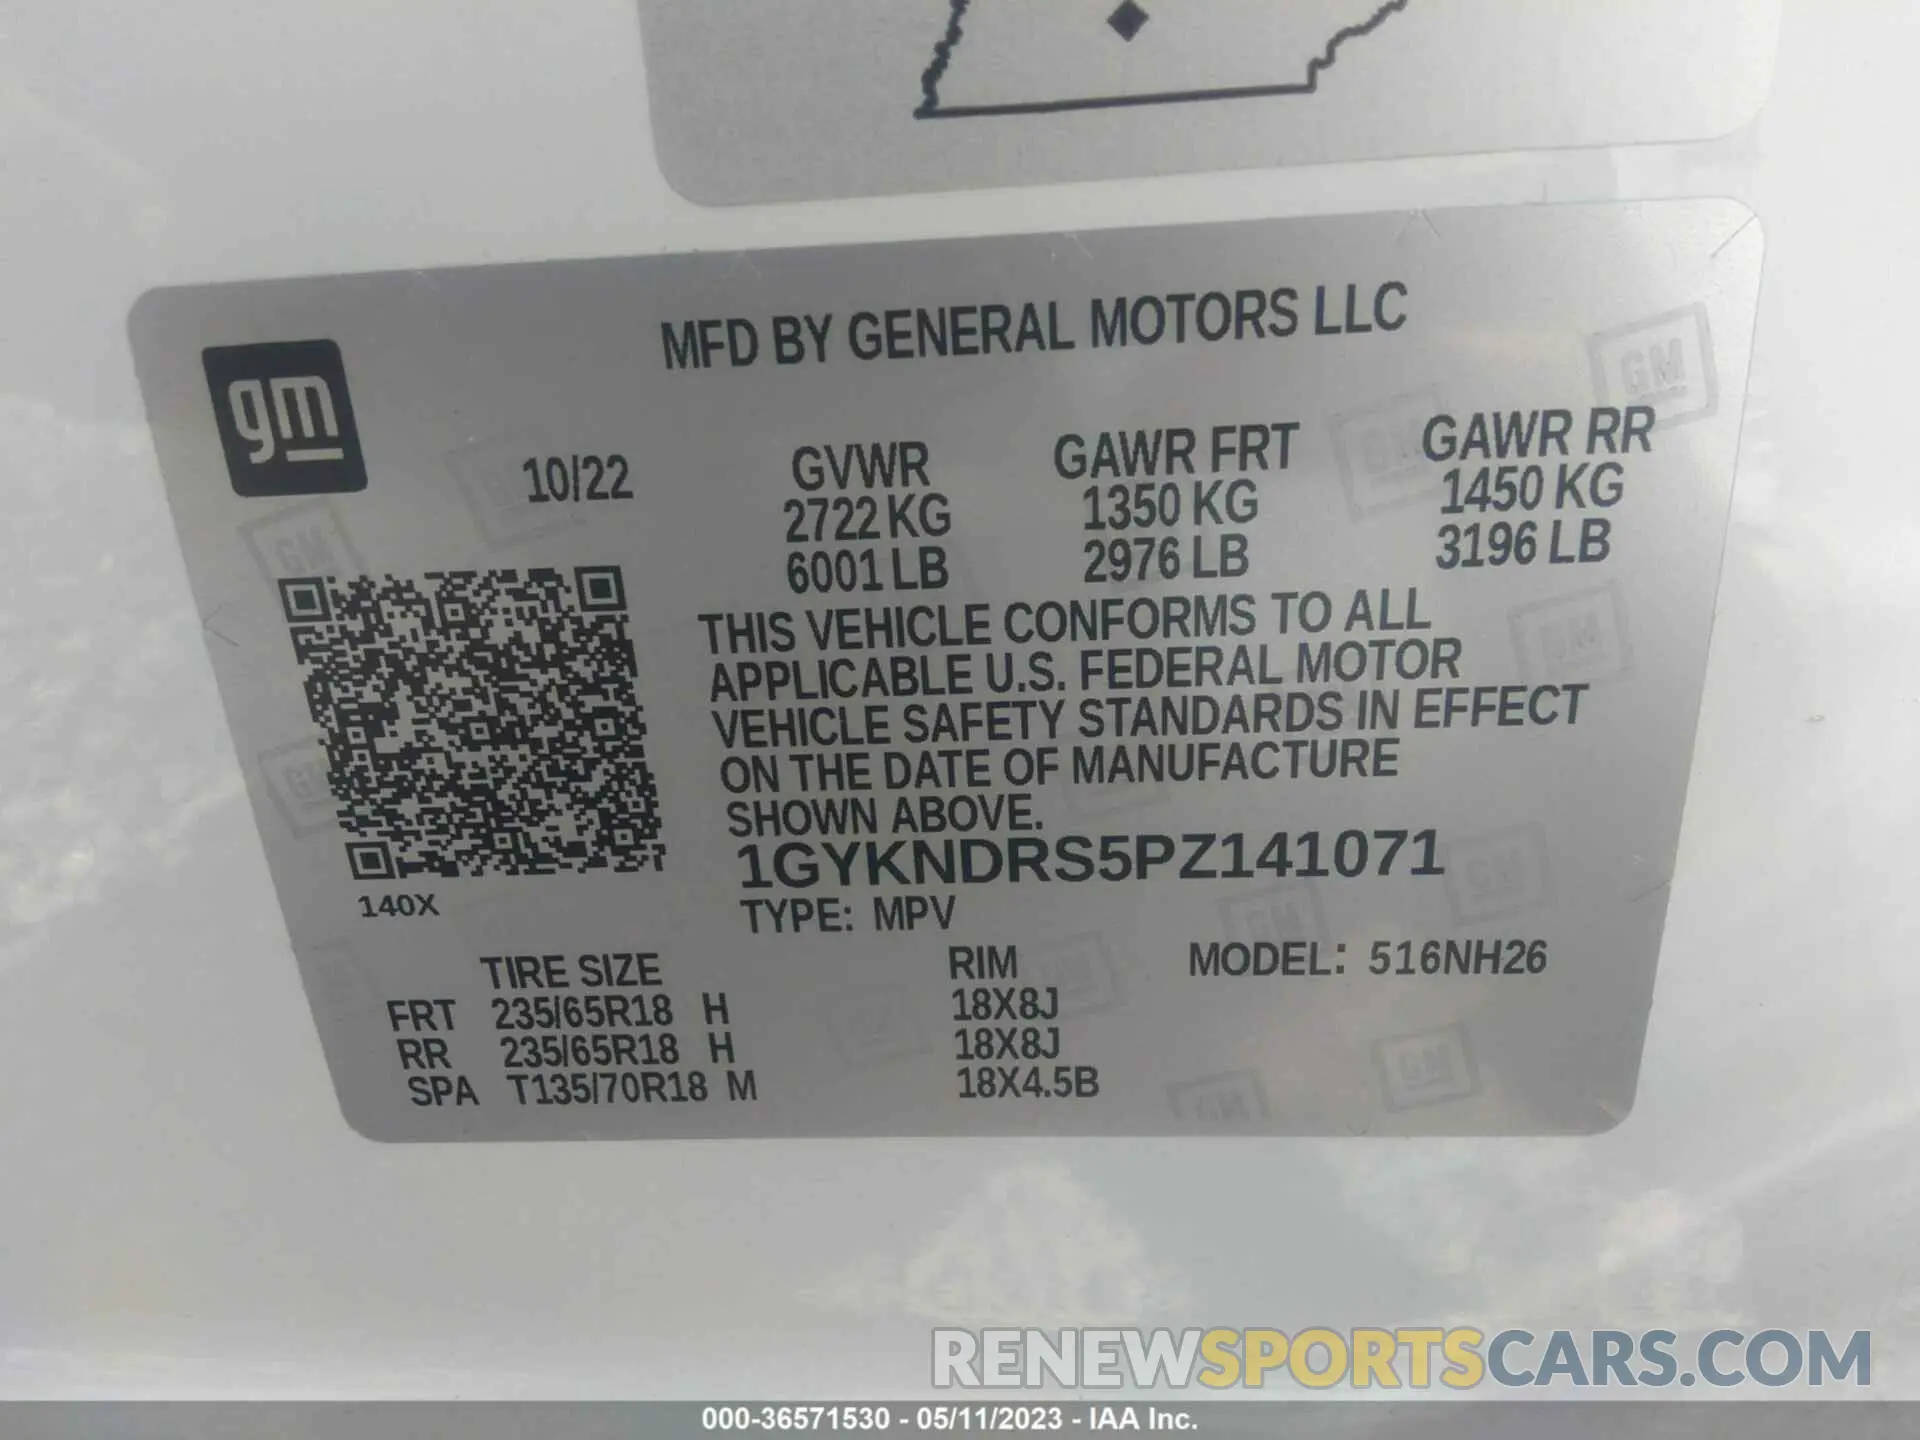 MFD BY GENERAL MOTORS LLC
gm
10/22 GVWR GAWR FRT GAWR RR
2722 KG 1350 KG 1450 KG
6001 LB 2976 LB 3196 LB
THIS VEHICLE CONFORMS TO ALL
APPLICABLE U.S. FEDERAL MOTOR
VEHICLE SAFETY STANDARDS IN EFFECT
ON THE DATE OF MANUFACTURE
SHOWN ABOVE.
1GYKNDRS5PZ141071
140X
TYPE: MPV
TIRE SIZE RIM MODEL: 516NH26
FRT 235/65R18 H 18X8J
RR 235/65R18 H 18X8J
SPA T135/70R18 M 18X4.5B
RENEWSPORTSCARS.COM
000-36571530 - 05/11/2023 - IAA Inc.